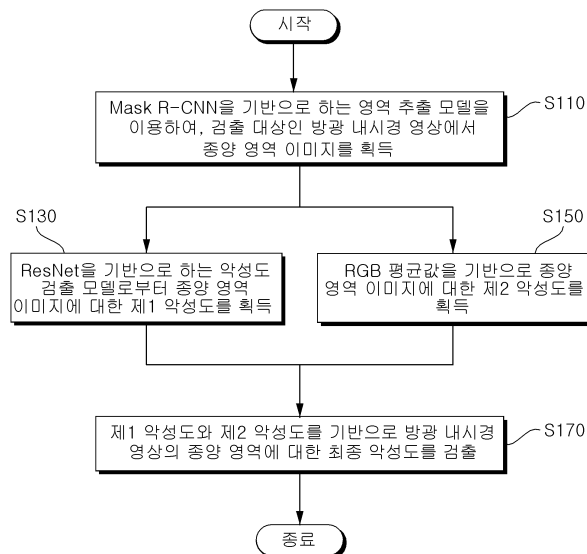 시작
Mask R-CNN을 기반으로 하는 영역 추출 모델을
이용하여, 검출 대상인 방광 내시경 영상에서
종양 영역 이미지를 획득
S110
S130
ResNet을 기반으로 하는 악성도
검출 모델로부터 종양 영역
이미지에 대한 제1 악성도를 획득
S150
RGB 평균값을 기반으로 종양
영역 이미지에 대한 제2 악성도를
획득
제1 악성도와 제2 악성도를 기반으로 방광 내시경
영상의 종양 영역에 대한 최종 악성도를 검출
S170
종료